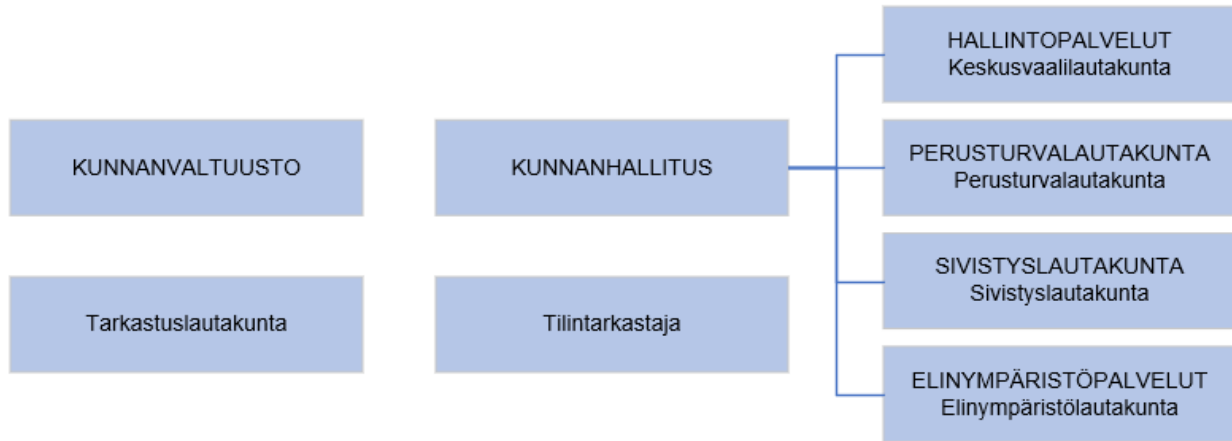 KUNNANVALTUUSTO
Tarkastuslautakunta
KUNNANHALLITUS
Tilintarkastaja
HALLINTOPALVELUT
Keskusvaalilautakunta
PERUSTURVALAUTAKUNTA
Perusturvalautakunta
SIVISTYSLAUTAKUNTA
Sivistyslautakunta
ELINYMPÄRISTÖPALVELUT
Elinympäristölautakunta